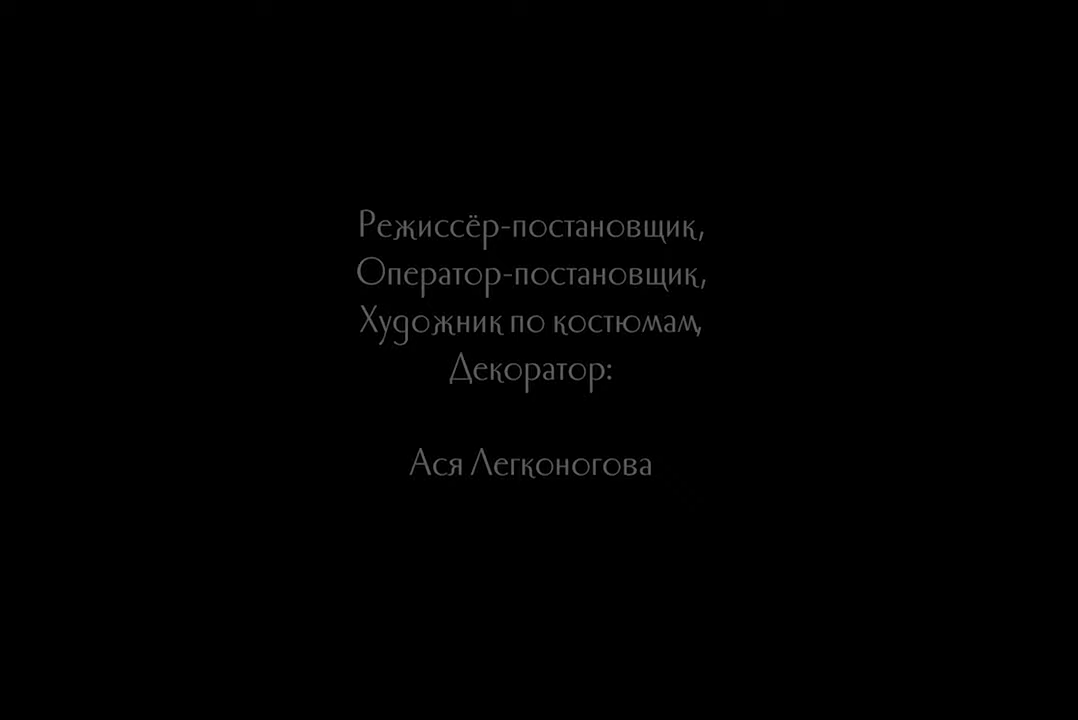 Режиссёр-постановщик,
Оператор-постановщик,
Художник по костюмам,
Декоратор:
Ася Легконогова